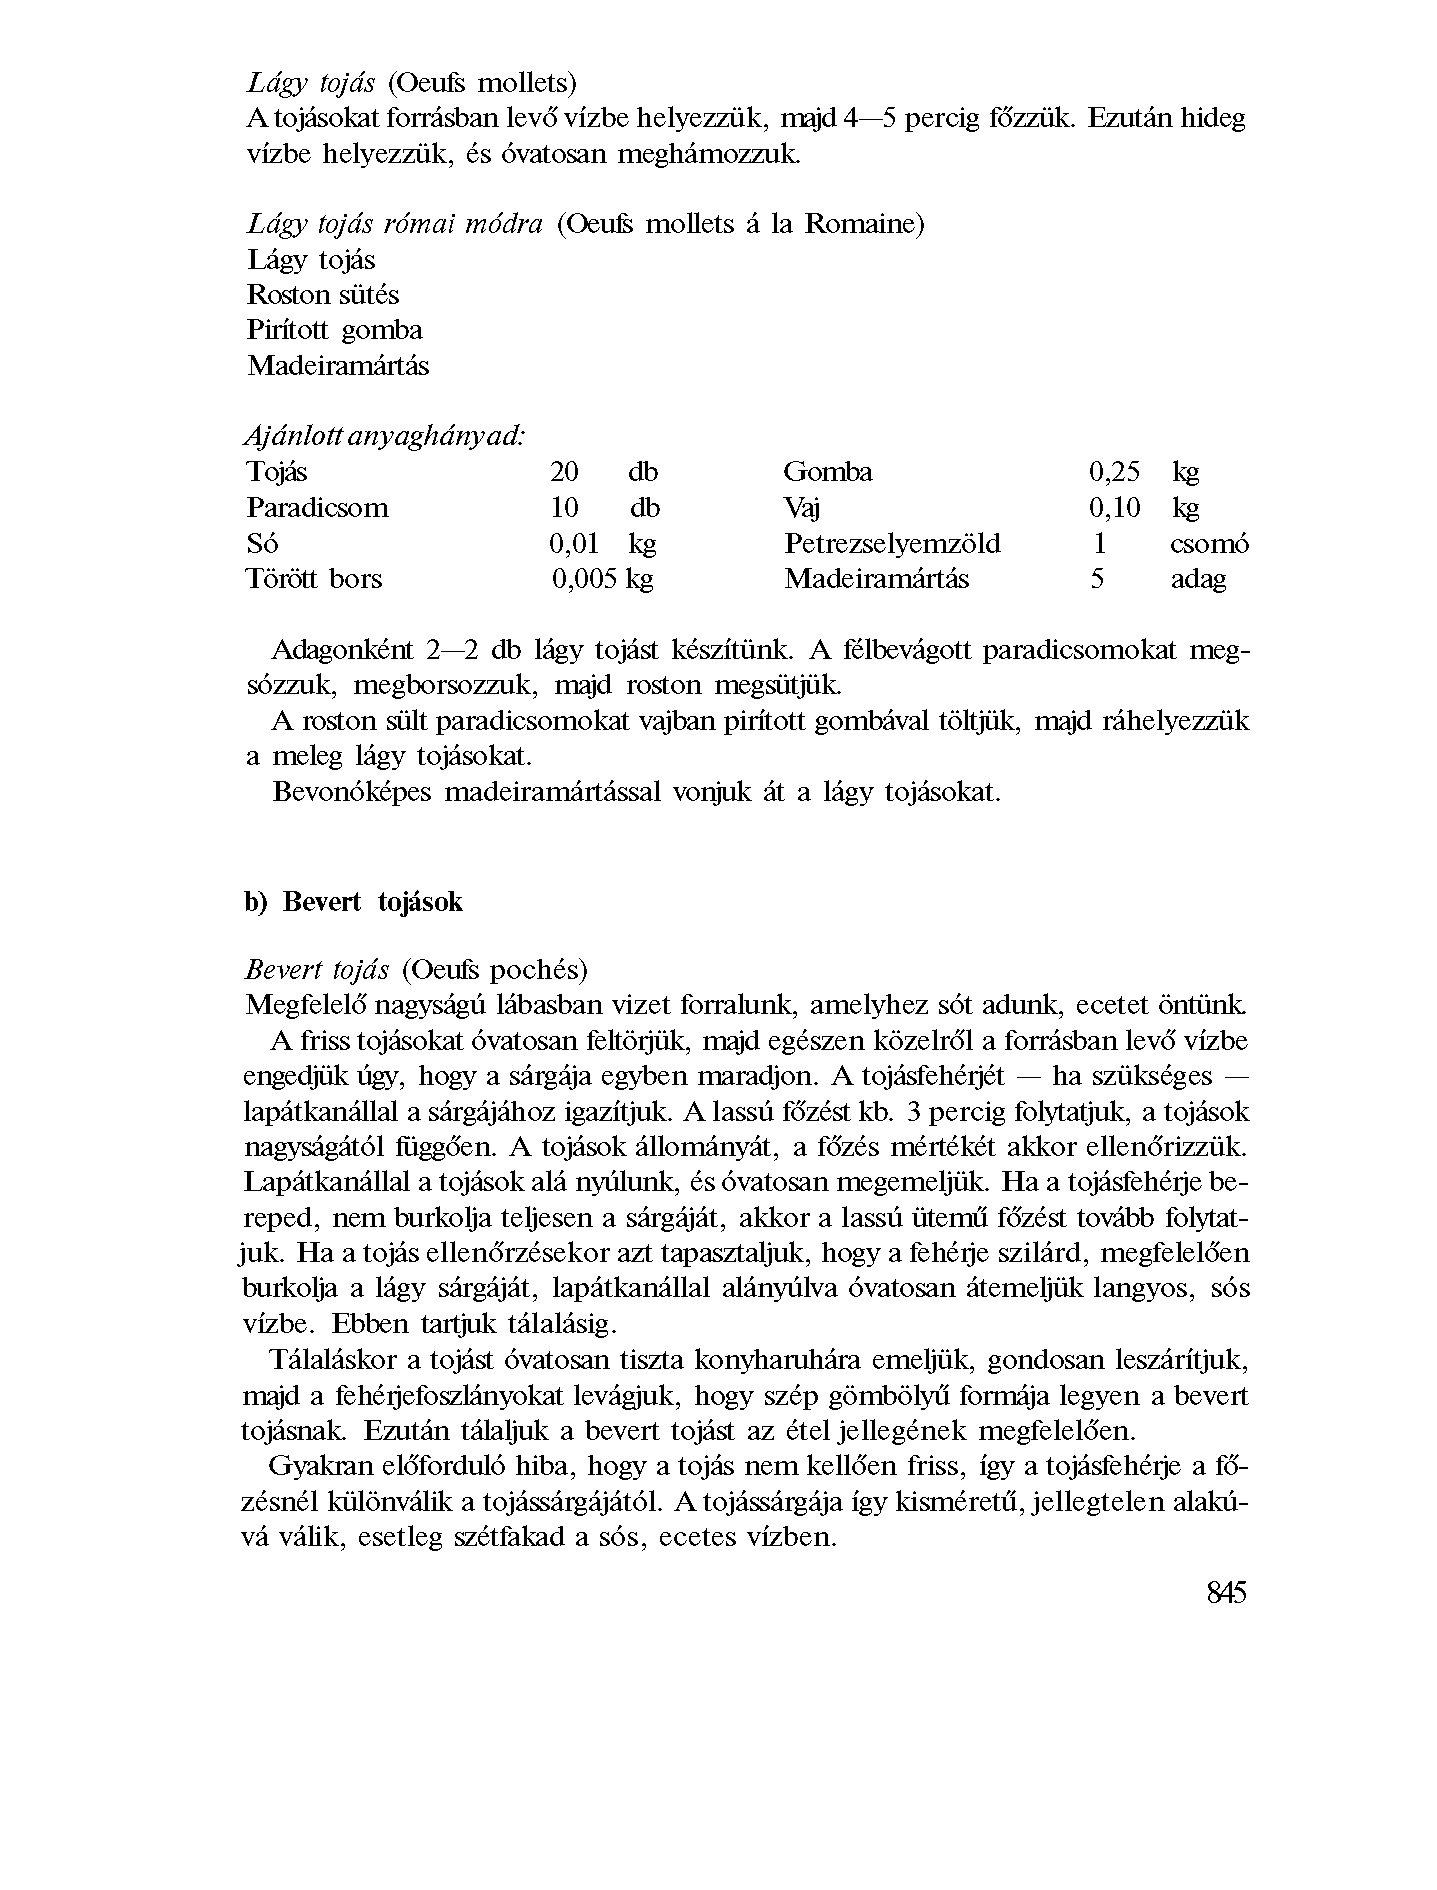 Lágy tojás (Oeufs mollets)
A tojásokat forrásban levő vízbe helyezzük, majd 4—5 percig főzzük. Ezután hideg
vízbe helyezzük, és óvatosan meghámozzuk.
Lágy tojás római módra (Oeufs mollets á la Romaine)
Lágy tojás
Roston sütés
Pirított gomba
Madeiramártás
Ajánlott anyaghányad:
Tojás 20 db Gomba 0,25 kg
Paradicsom 10 db Vaj 0,10 kg
Só 0,01 kg Petrezselyemzöld 1 csomó
Törött bors 0,005 kg Madeiramártás 5 adag
Adagonként 2—2 db lágy tojást készítünk. A félbevágott paradicsomokat meg-
sózzuk, megborsozzuk, majd roston megsütjük.
A roston sült paradicsomokat vajban pirított gombával töltjük, majd ráhelyezzük
a meleg lágy tojásokat.
Bevonóképes madeiramártással vonjuk át a lágy tojásokat.
b) Bevert tojások
Bevert tojás (Oeufs pochés)
Megfelelő nagyságú lábasban vizet forralunk, amelyhez sót adunk, ecetet öntünk.
A friss tojásokat óvatosan feltörjük, majd egészen közelről a forrásban levő vízbe
engedjük úgy, hogy a sárgája egyben maradjon. A tojásfehérjét — ha szükséges —
lapátkanállal a sárgájához igazítjuk. A lassú főzést kb. 3 percig folytatjuk, a tojások
nagyságától függően. A tojások állományát, a főzés mértékét akkor ellenőrizzük.
Lapátkanállal a tojások alá nyúlunk, és óvatosan megemeljük. Ha a tojásfehérje be-
reped, nem burkolja teljesen a sárgáját, akkor a lassú ütemű főzést tovább folytat-
juk. Ha a tojás ellenőrzésekor azt tapasztaljuk, hogy a fehérje szilárd, megfelelően
burkolja a lágy sárgáját, lapátkanállal alányúlva óvatosan átemeljük langyos, sós
vízbe. Ebben tartjuk tálalásig.
Tálaláskor a tojást óvatosan tiszta konyharuhára emeljük, gondosan leszárítjuk,
majd a fehérjefoszlányokat levágjuk, hogy szép gömbölyű formája legyen a bevert
tojásnak. Ezután tálaljuk a bevert tojást az étel jellegének megfelelően.
Gyakran előforduló hiba, hogy a tojás nem kellően friss, így a tojásfehérje a fő-
zésnél különválik a tojássárgájától. A tojássárgája így kisméretű, jellegtelen alakú-
vá válik, esetleg szétfakad a sós, ecetes vízben.
845